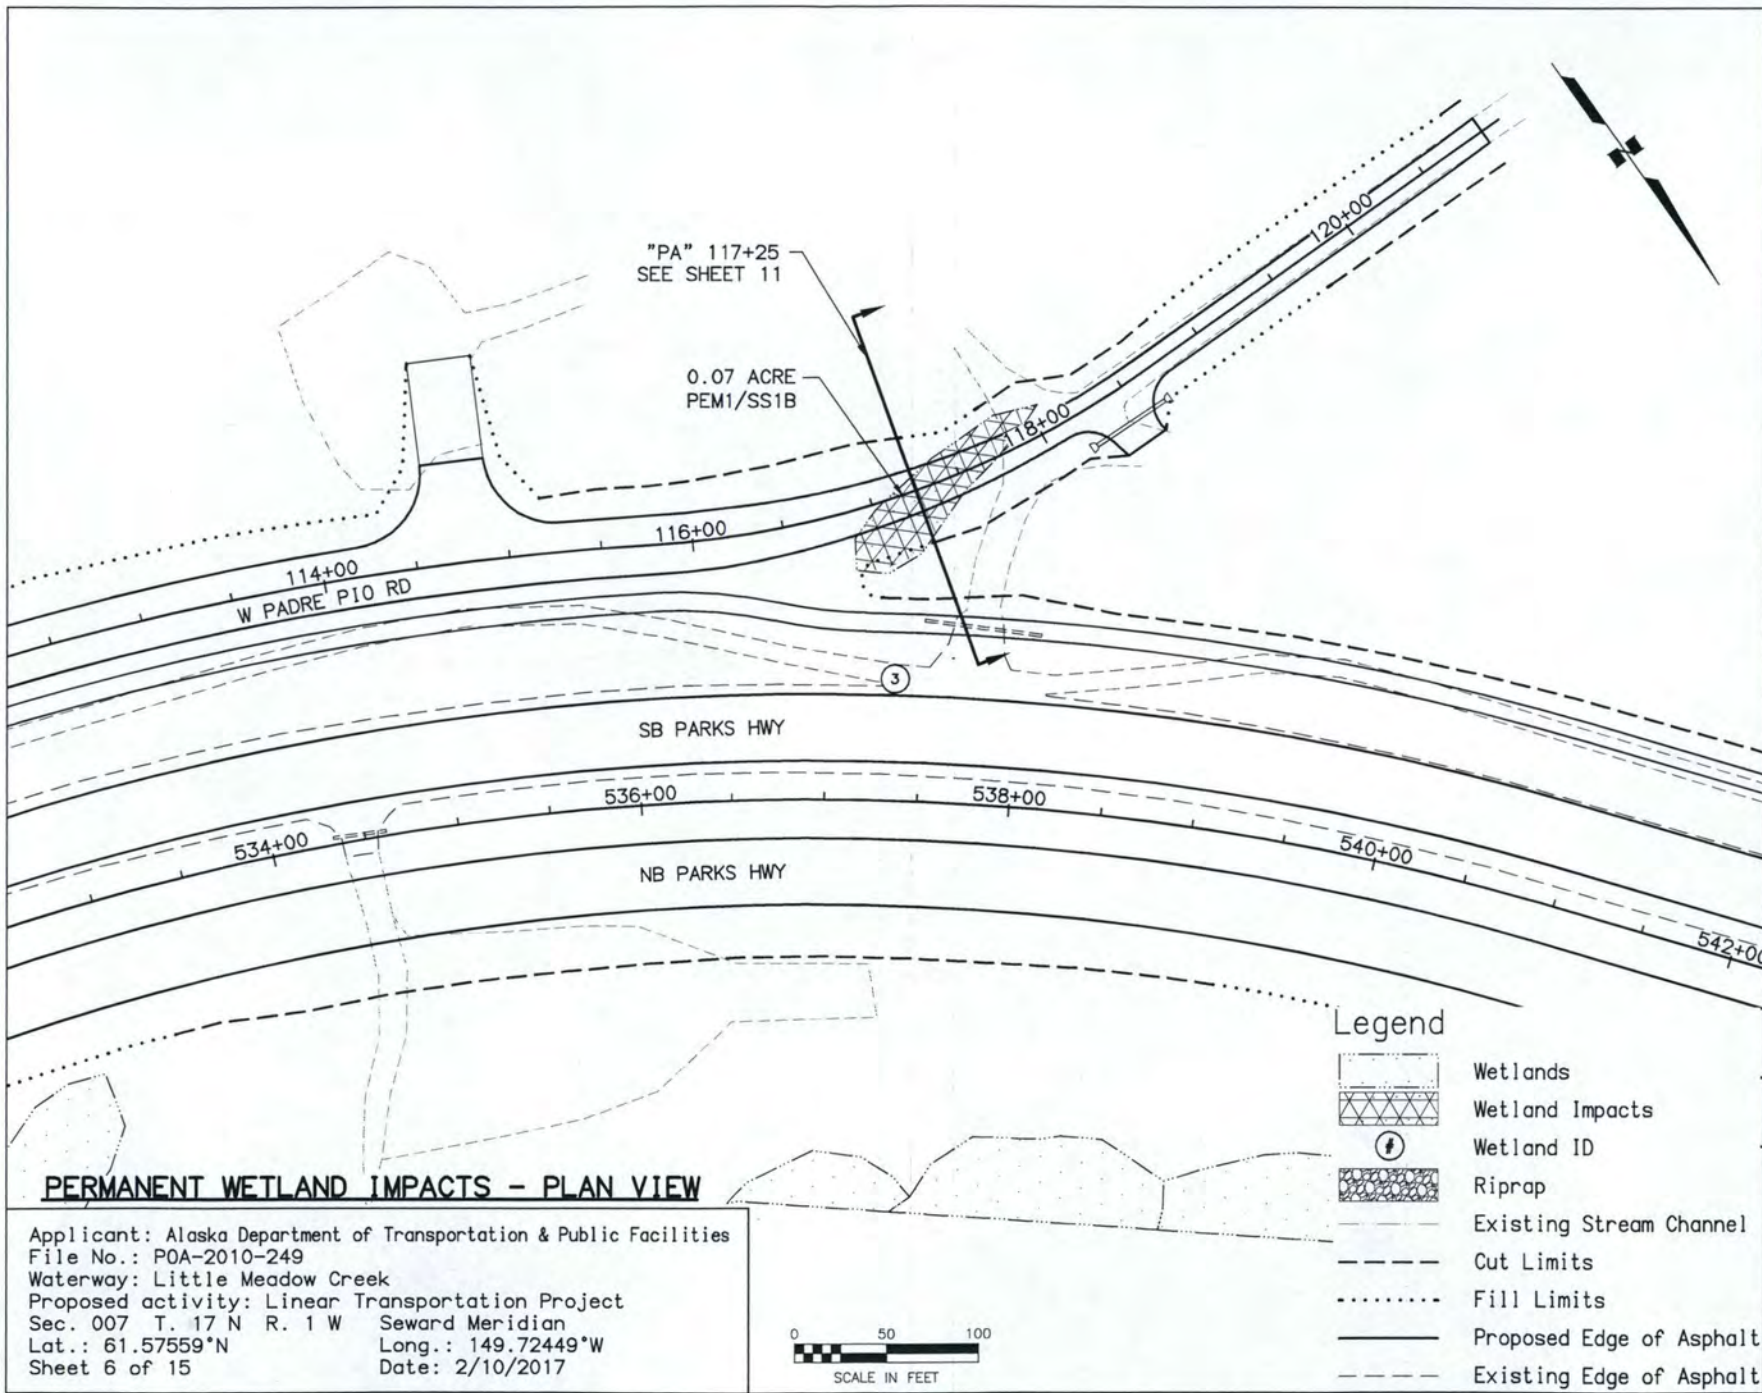 "PA" 117+25
SEE SHEET 11
0.07 ACRE
PEM1/SS1B
120+00
118+00
116+00
114+00
W PADRE PIO RD
3
SB PARKS HWY
536+00
538+00
534+00
540+00
NB PARKS HWY
542+00
Legend
Wetlands
Wetland Impacts
# Wetland ID
Riprap
Existing Stream Channel
Cut Limits
Fill Limits
Proposed Edge of Asphalt
Existing Edge of Asphalt
PERMANENT WETLAND IMPACTS - PLAN VIEW
Applicant: Alaska Department of Transportation & Public Facilities
File No.: POA-2010-249
Waterway: Little Meadow Creek
Proposed activity: Linear Transportation Project
Sec. 007 T. 17 N R. 1 W Seward Meridian
Lat.: 61.57559°N Long.: 149.72449°W
Sheet 6 of 15 Date: 2/10/2017
0 50 100
SCALE IN FEET
N